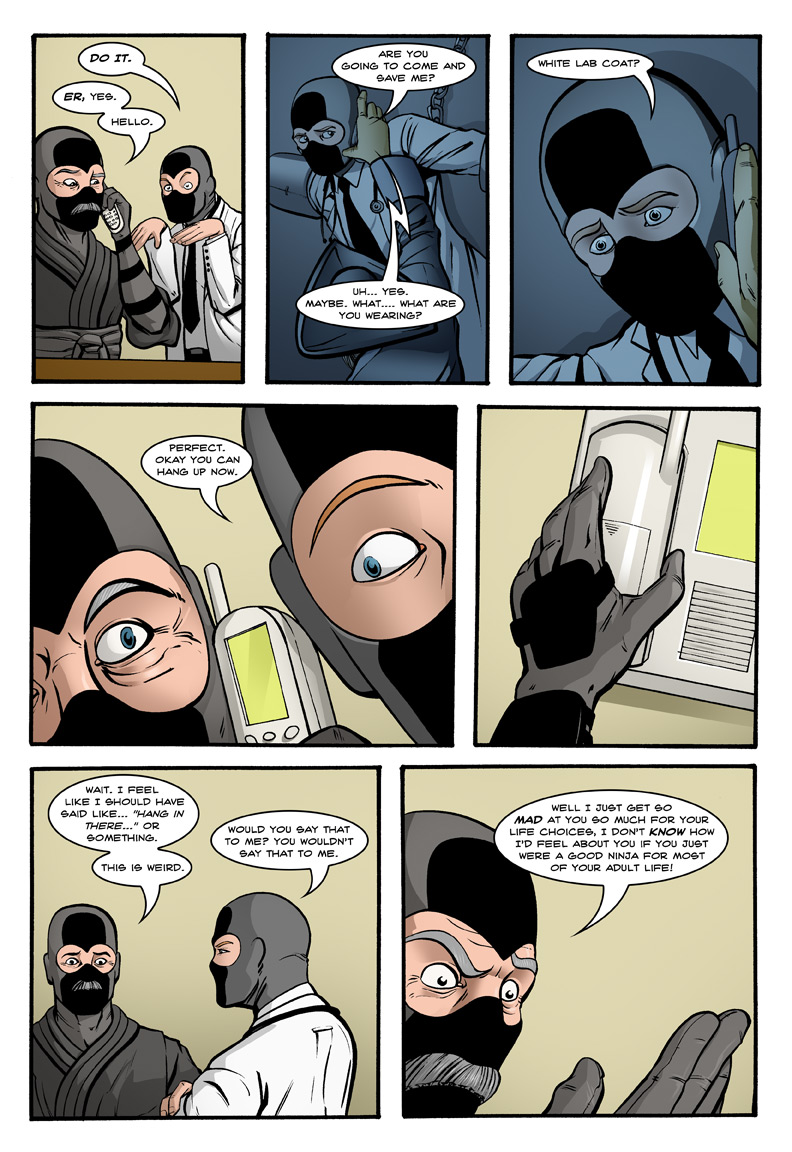 DO IT.
ER, YES.
HELLO.
ARE YOU
GOING TO COME AND
SAVE ME?
UH... YES.
MAYBE. WHAT.... WHAT ARE
YOU WEARING?
WHITE LAB COAT?
PERFECT.
OKAY YOU CAN
HANG UP NOW.
WAIT. I FEEL
LIKE I SHOULD HAVE
SAID LIKE... "HANG IN
THERE..." OR
SOMETHING.
THIS IS WEIRD.
WOULD YOU SAY THAT
TO ME? YOU WOULDN'T
SAY THAT TO ME.
WELL I JUST GET SO
MAD AT YOU SO MUCH FOR YOUR
LIFE CHOICES, I DON'T KNOW HOW
I'D FEEL ABOUT YOU IF YOU JUST
WERE A GOOD NINJA FOR MOST
OF YOUR ADULT LIFE!